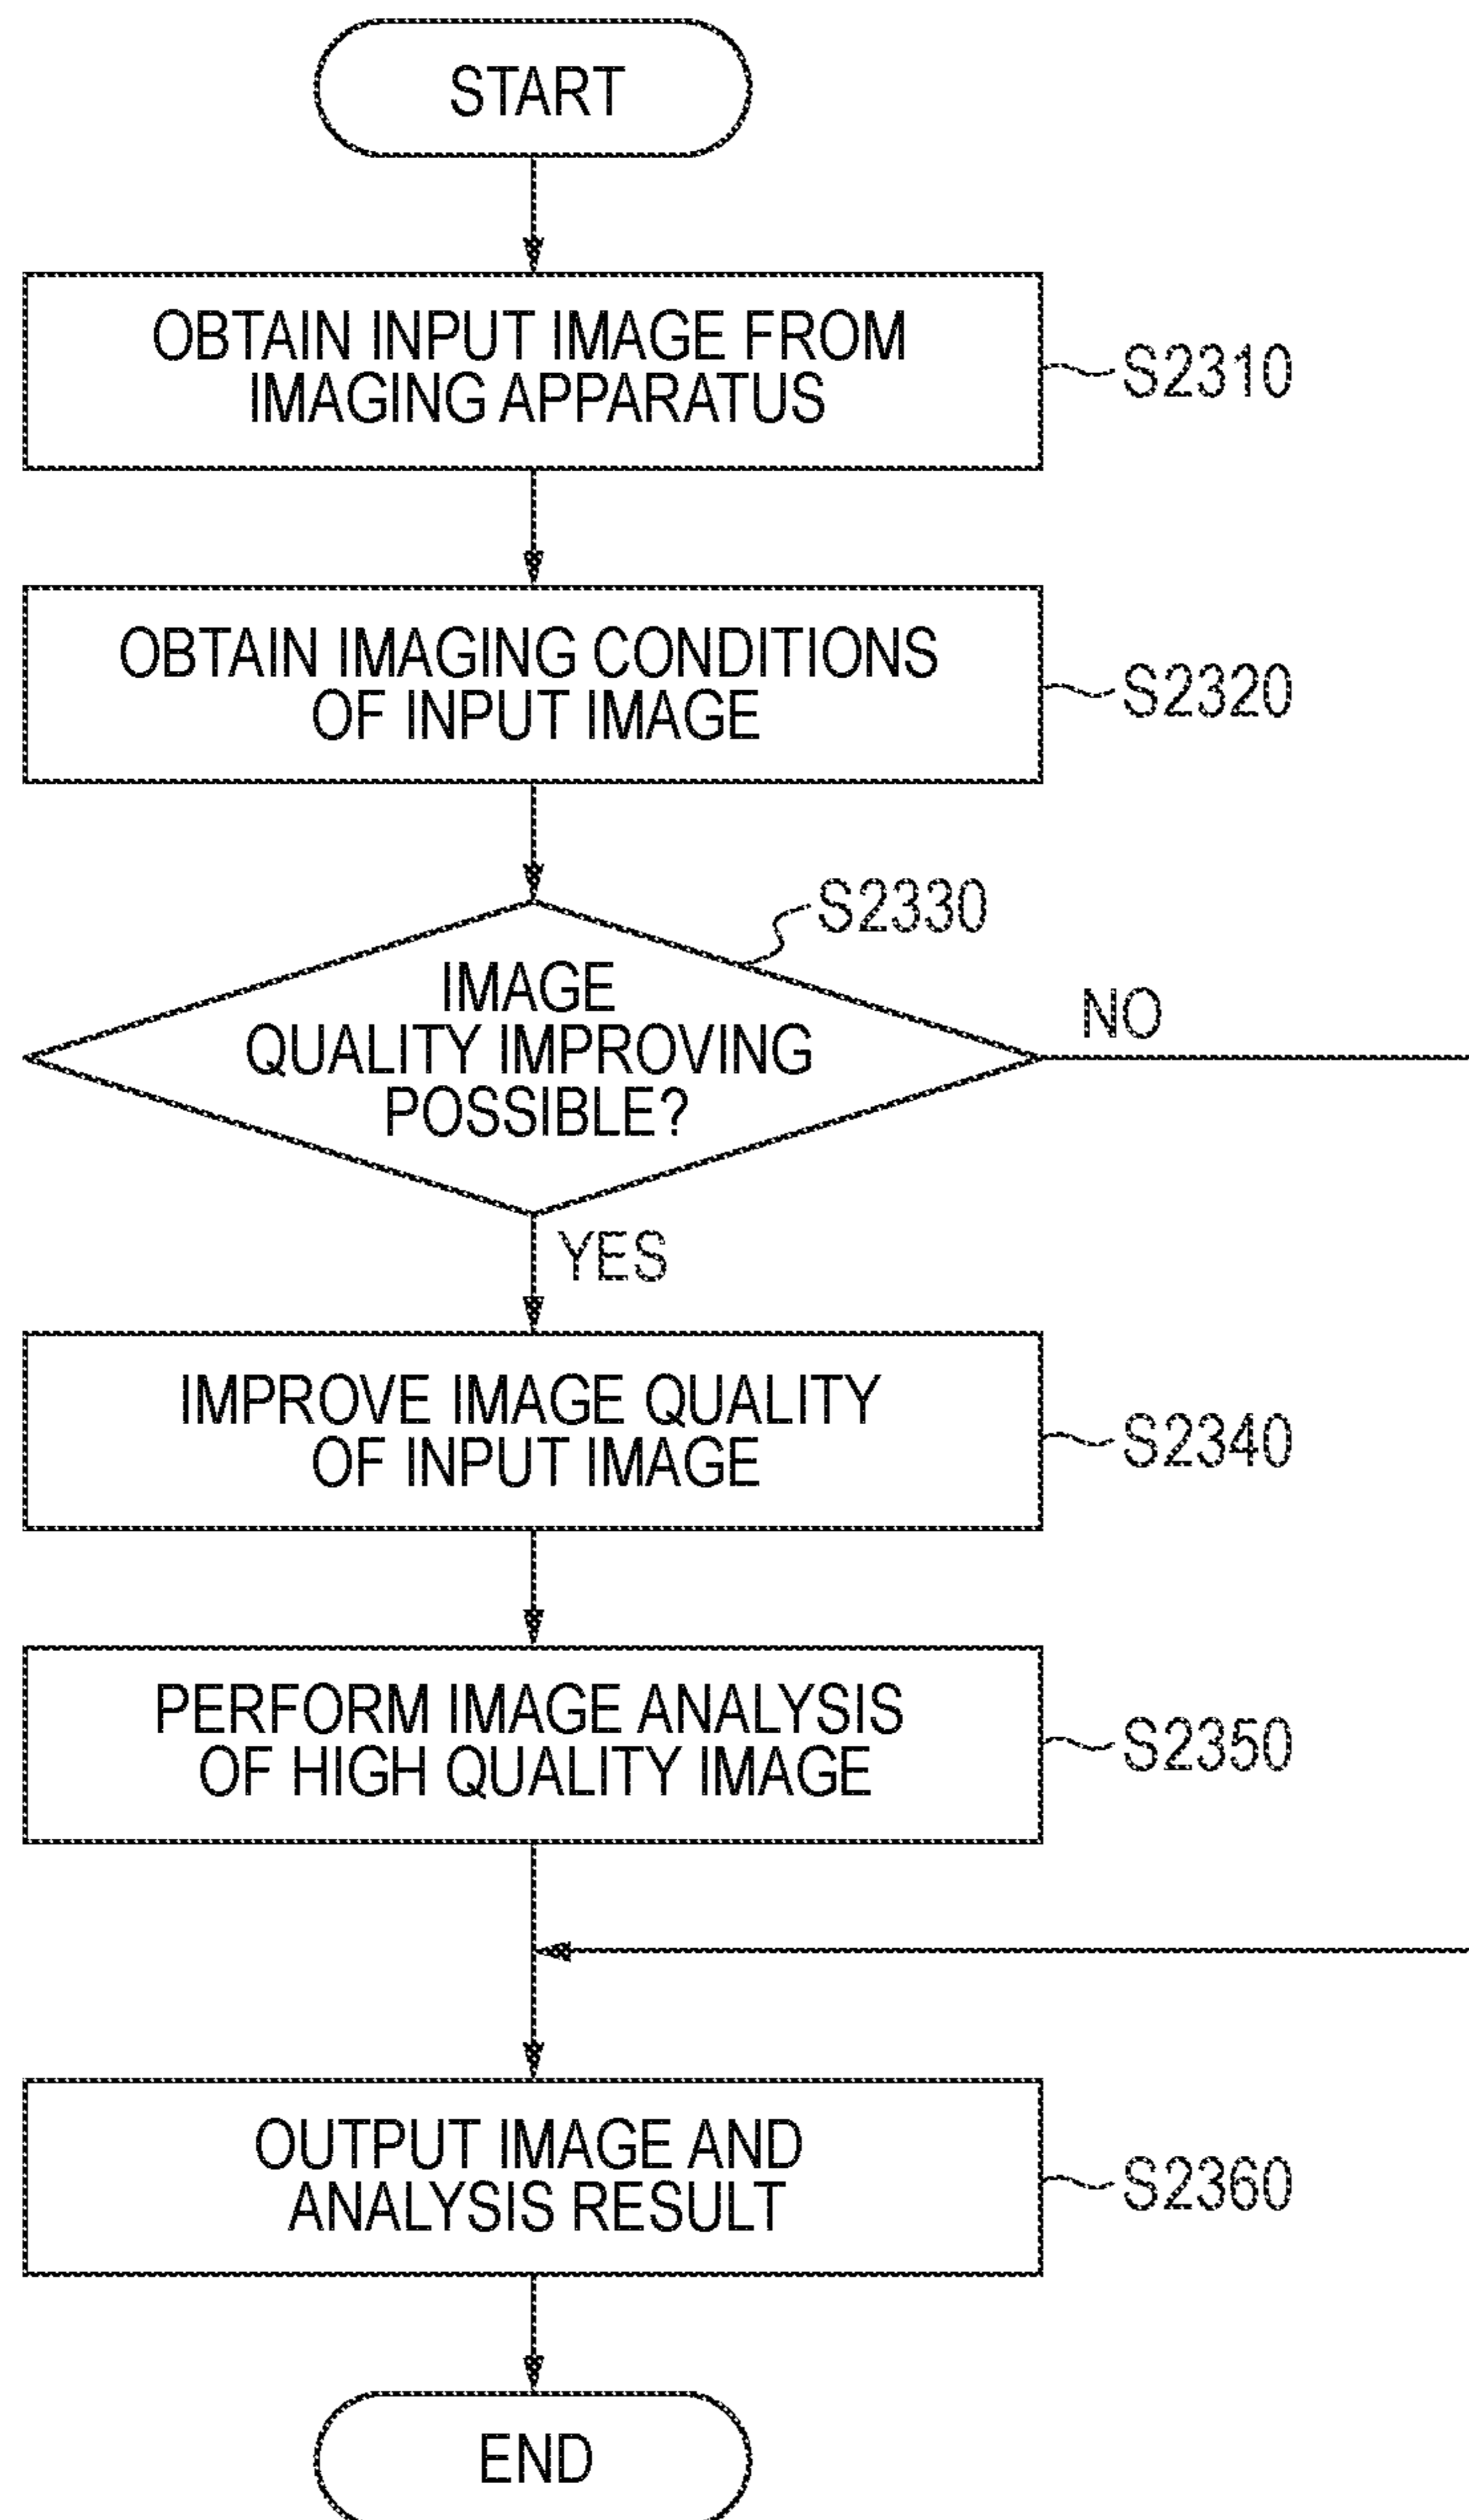 START
OBTAIN INPUT IMAGE FROM
IMAGING APPARATUS
S2310
OBTAIN IMAGING CONDITIONS
OF INPUT IMAGE
S2320
S2330
IMAGE
QUALITY IMPROVING
POSSIBLE?
NO
YES
IMPROVE IMAGE QUALITY
OF INPUT IMAGE
S2340
PERFORM IMAGE ANALYSIS
OF HIGH QUALITY IMAGE
S2350
OUTPUT IMAGE AND
ANALYSIS RESULT
S2360
END